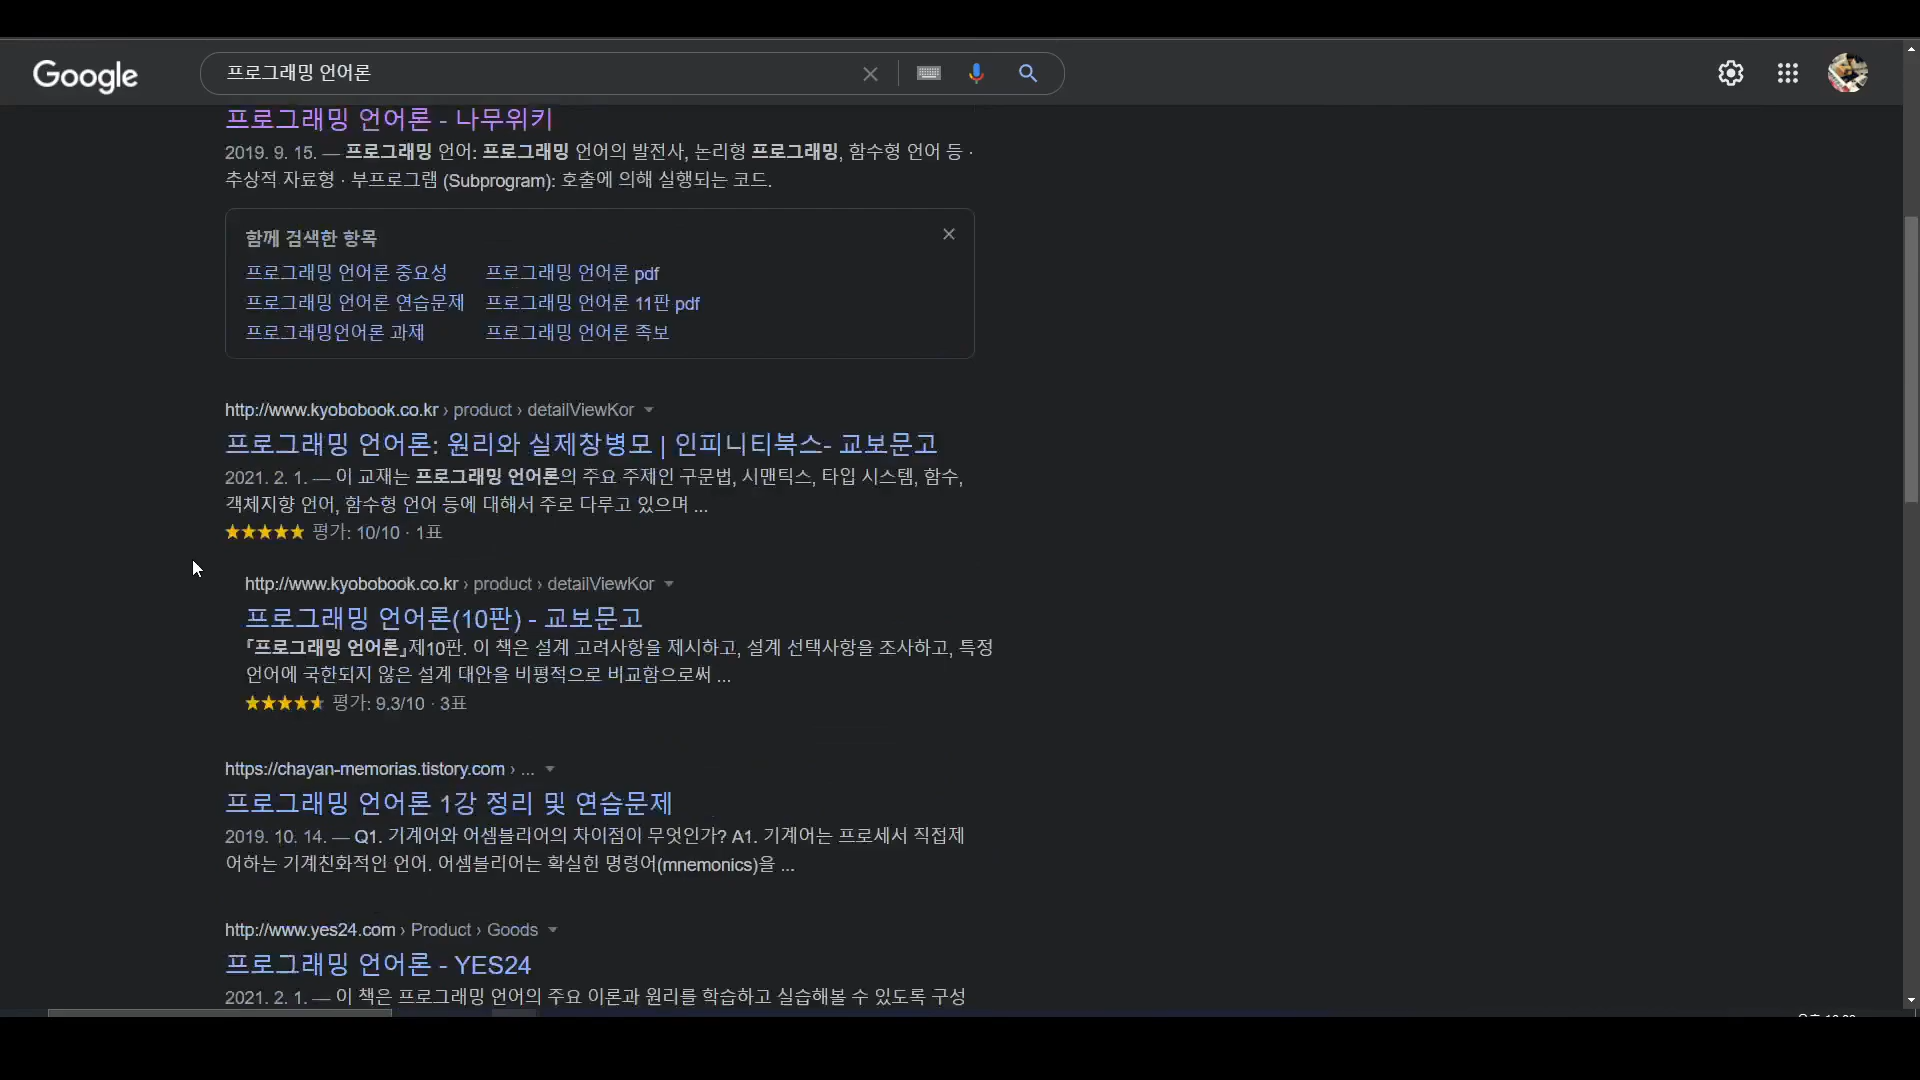 Google
프로그래밍 언어론
프로그래밍 언어론 - 나무위키
2019. 9. 15. — 프로그래밍 언어: 프로그래밍 언어의 발전사, 논리형 프로그래밍, 함수형 언어 등 ·
추상적 자료형 · 부프로그램 (Subprogram): 호출에 의해 실행되는 코드.
함께 검색한 항목
프로그래밍 언어론 중요성 프로그래밍 언어론 pdf
프로그래밍 언어론 연습문제 프로그래밍 언어론 11판 pdf
프로그래밍언어론 과제 프로그래밍 언어론 족보
http://www.kyobobook.co.kr › product › detailViewKor
프로그래밍 언어론: 원리와 실제창병모 | 인피니티북스- 교보문고
2021. 2. 1. — 이 교재는 프로그래밍 언어론의 주요 주제인 구문법, 시맨틱스, 타입 시스템, 함수,
객체지향 언어, 함수형 언어 등에 대해서 주로 다루고 있으며 ...
평가: 10/10 · 1표
http://www.kyobobook.co.kr › product › detailViewKor
프로그래밍 언어론(10판) - 교보문고
『프로그래밍 언어론』제10판. 이 책은 설계 고려사항을 제시하고, 설계 선택사항을 조사하고, 특정
언어에 국한되지 않은 설계 대안을 비평적으로 비교함으로써 ...
평가: 9.3/10 · 3표
https://chayan-memorias.tistory.com › ...
프로그래밍 언어론 1강 정리 및 연습문제
2019. 10. 14. — Q1. 기계어와 어셈블리어의 차이점이 무엇인가? A1. 기계어는 프로세서 직접제
어하는 기계친화적인 언어. 어셈블리어는 확실힌 명령어(mnemonics)을 ...
http://www.yes24.com › Product › Goods
프로그래밍 언어론 - YES24
2021. 2. 1. — 이 책은 프로그래밍 언어의 주요 이론과 원리를 학습하고 실습해볼 수 있도록 구성